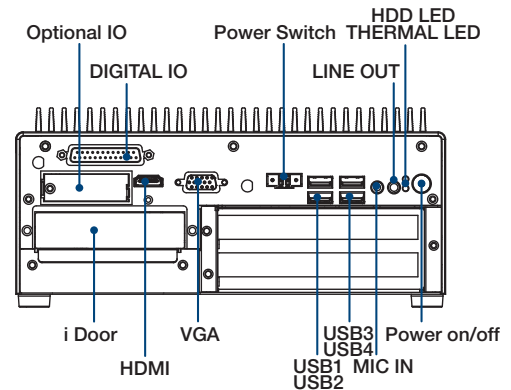 HDD LED
Optional IO
Power Switch
THERMAL LED
DIGITAL IO
LINE OUT
i Door
VGA
USB3
Power on/off
USB4
HDMI
USB1
MIC IN
USB2